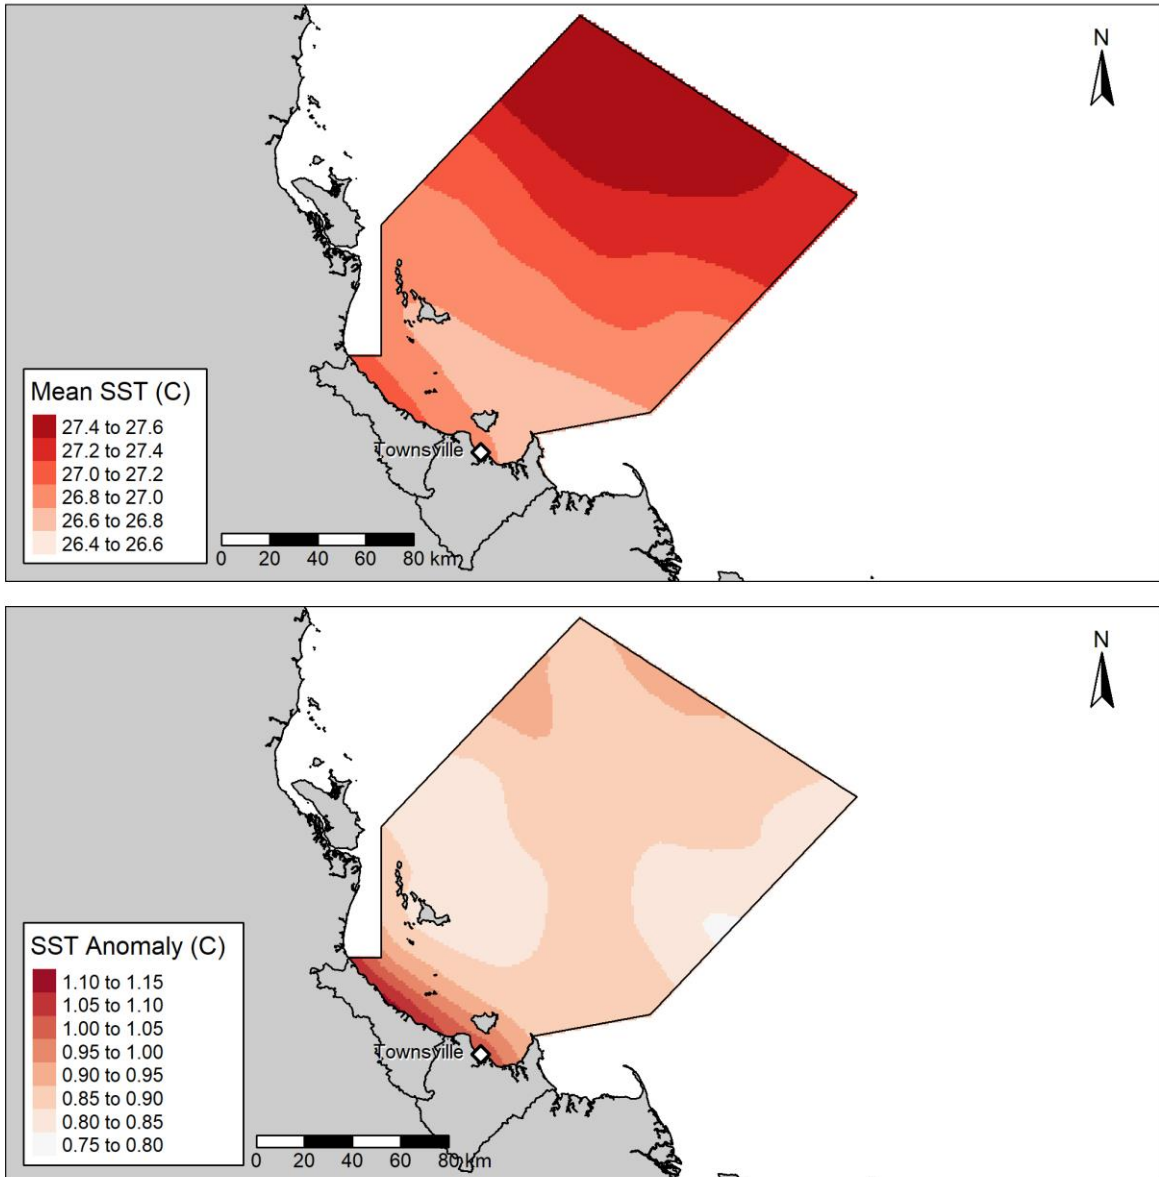 N
Mean SST (C)
27.4 to 27.6
27.2 to 27.4
27.0 to 27.2
26.8 to 27.0
26.6 to 26.8
26.4 to 26.6
Townsville
0 20 40 60 80 km
N
SST Anomaly (C)
1.10 to 1.15
1.05 to 1.10
1.00 to 1.05
0.95 to 1.00
0.90 to 0.95
0.85 to 0.90
0.80 to 0.85
0.75 to 0.80
Townsville
0 20 40 60 80 km